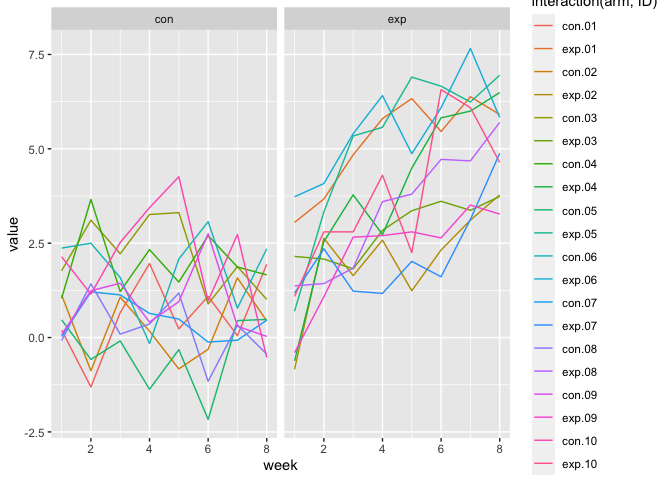 interaction(arm, ID)
con
exp
7.5
5.0
2.5
0.0
-2.5
value
2 4 6 8
2 4 6 8
week
con.01
exp.01
con.02
exp.02
con.03
exp.03
con.04
exp.04
con.05
exp.05
con.06
exp.06
con.07
exp.07
con.08
exp.08
con.09
exp.09
con.10
exp.10